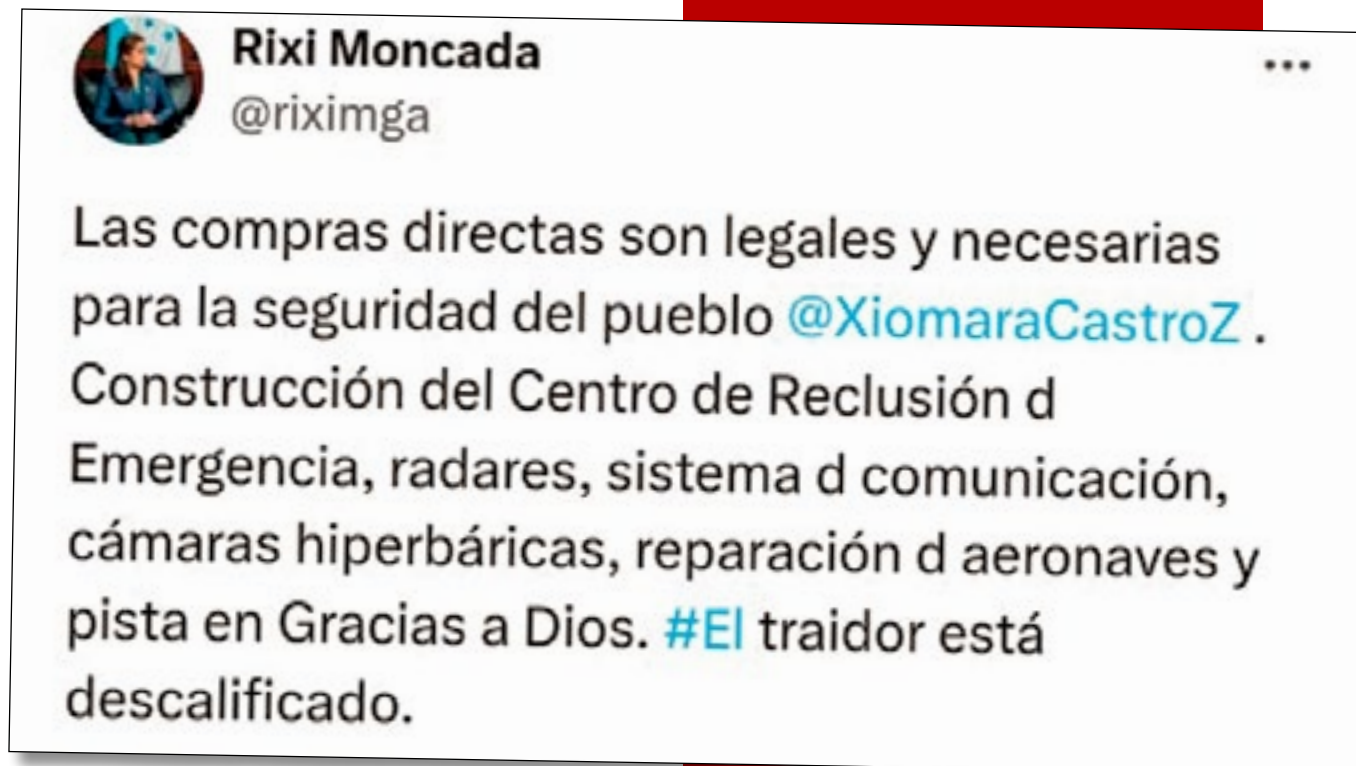 Rixi Moncada
@riximga
Las compras directas son legales y necesarias
para la seguridad del pueblo @XiomaraCastroZ .
Construcción del Centro de Reclusión d
Emergencia, radares, sistema d comunicación,
cámaras hiperbáricas, reparación d aeronaves y
pista en Gracias a Dios. #El traidor está
descalificado.